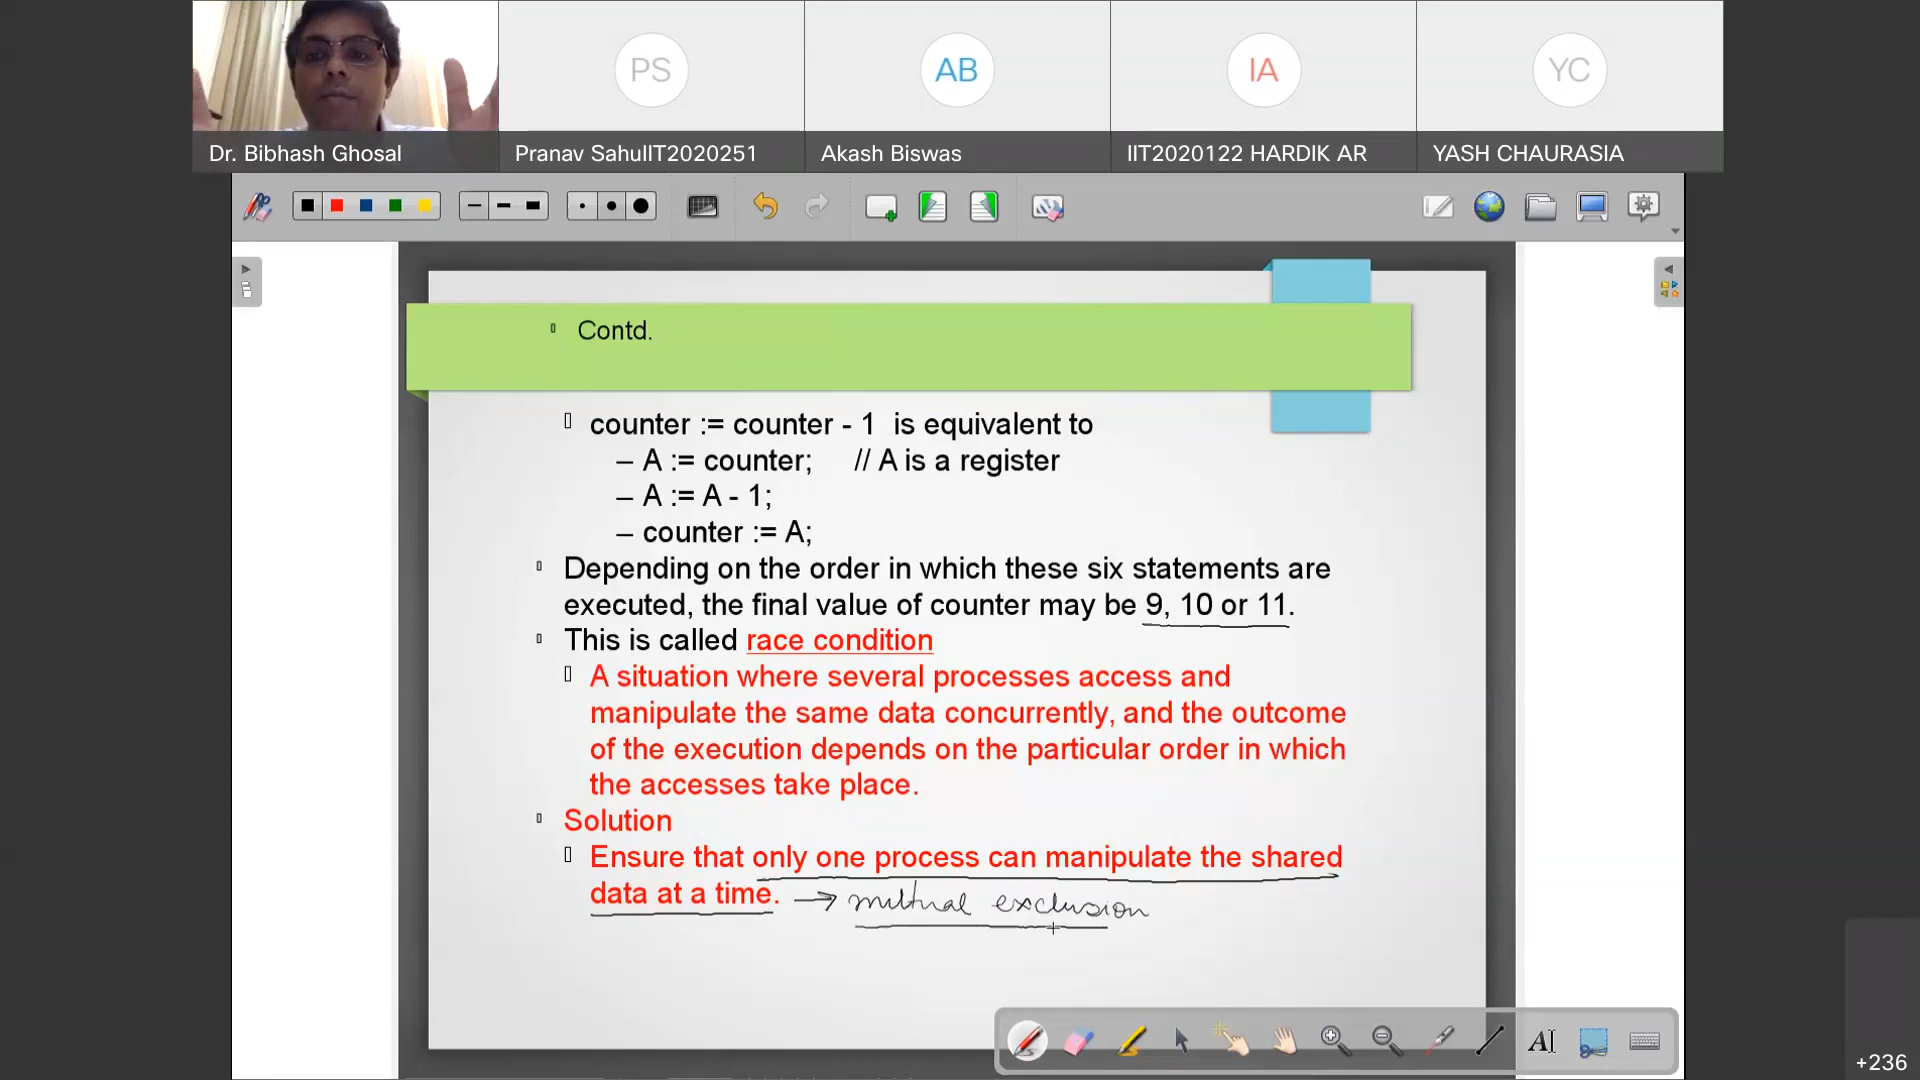 PS
AB
IA
YC
Dr. Bibhash Ghosal
Pranav SahuIIT2020251
Akash Biswas
IIT2020122 HARDIK AR
YASH CHAURASIA
Contd.
counter := counter - 1 is equivalent to
– A := counter; // A is a register
– A := A - 1;
– counter := A;
Depending on the order in which these six statements are
executed, the final value of counter may be 9, 10 or 11.
This is called race condition
A situation where several processes access and
manipulate the same data concurrently, and the outcome
of the execution depends on the particular order in which
the accesses take place.
Solution
Ensure that only one process can manipulate the shared
data at a time. → mutual exclusion
AI
+236